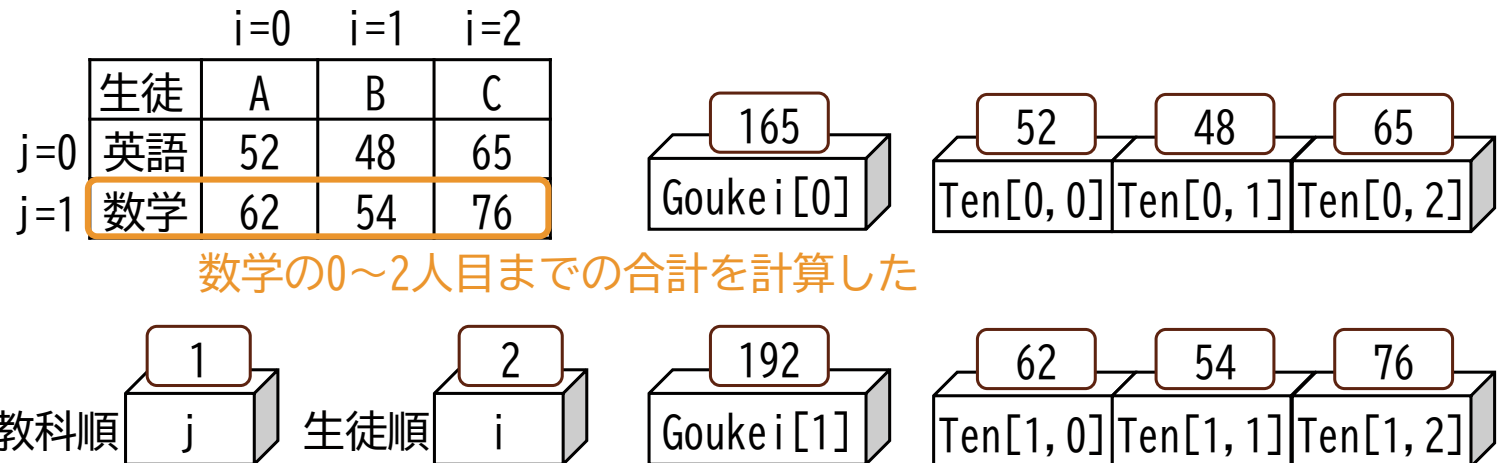 i=0 i=1 i=2
生徒 A B C
j=0 英語 52 48 65
j=1 数学 62 54 76
165 52 48 65
Goukei[0] Ten[0,0] Ten[0,1] Ten[0,2]
数学の0～2人目までの合計を計算した
1 2 192 62 54 76
教科順 j 生徒順 i Goukei[1] Ten[1,0] Ten[1,1] Ten[1,2]